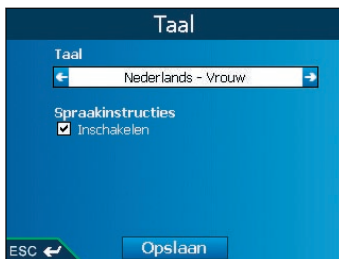 Taal
Taal
Nederlands - Vrouw
Spraakinstructies
Inschakelen
ESC
Opslaan